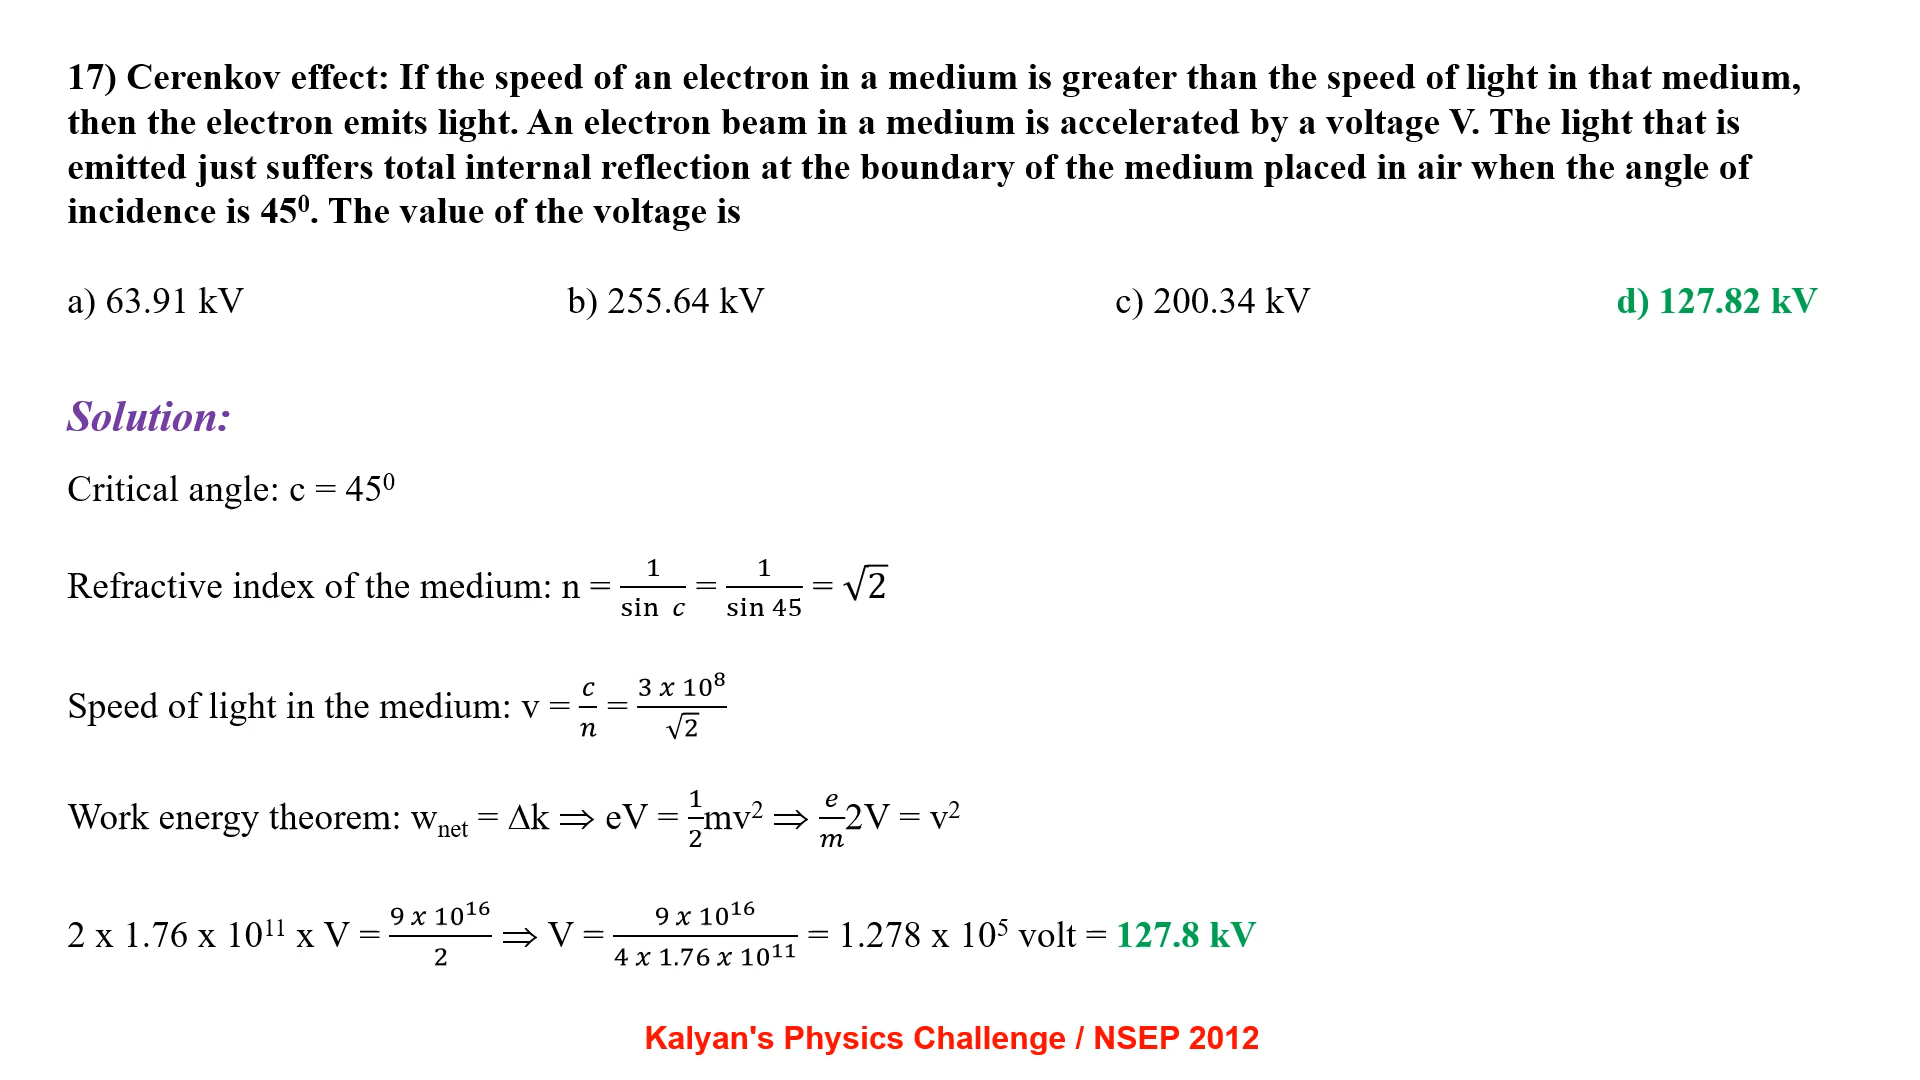 17) Cerenkov effect: If the speed of an electron in a medium is greater than the speed of light in that medium,
then the electron emits light. An electron beam in a medium is accelerated by a voltage V. The light that is
emitted just suffers total internal reflection at the boundary of the medium placed in air when the angle of
incidence is 45⁰. The value of the voltage is
a) 63.91 kV b) 255.64 kV c) 200.34 kV d) 127.82 kV
Solution:
Critical angle: c = 45⁰
Refractive index of the medium: n = 1/sin c = 1/sin 45 = √2
Speed of light in the medium: v = c/n = 3 x 10⁸/√2
Work energy theorem: wₙₑₜ = Δk ⟹ eV = 1/2 mv² ⟹ e/m 2V = v²
2 x 1.76 x 10¹¹ x V = 9 x 10¹⁶/2 ⟹ V = 9 x 10¹⁶/4 x 1.76 x 10¹¹ = 1.278 x 10⁵ volt = 127.8 kV
Kalyan's Physics Challenge / NSEP 2012